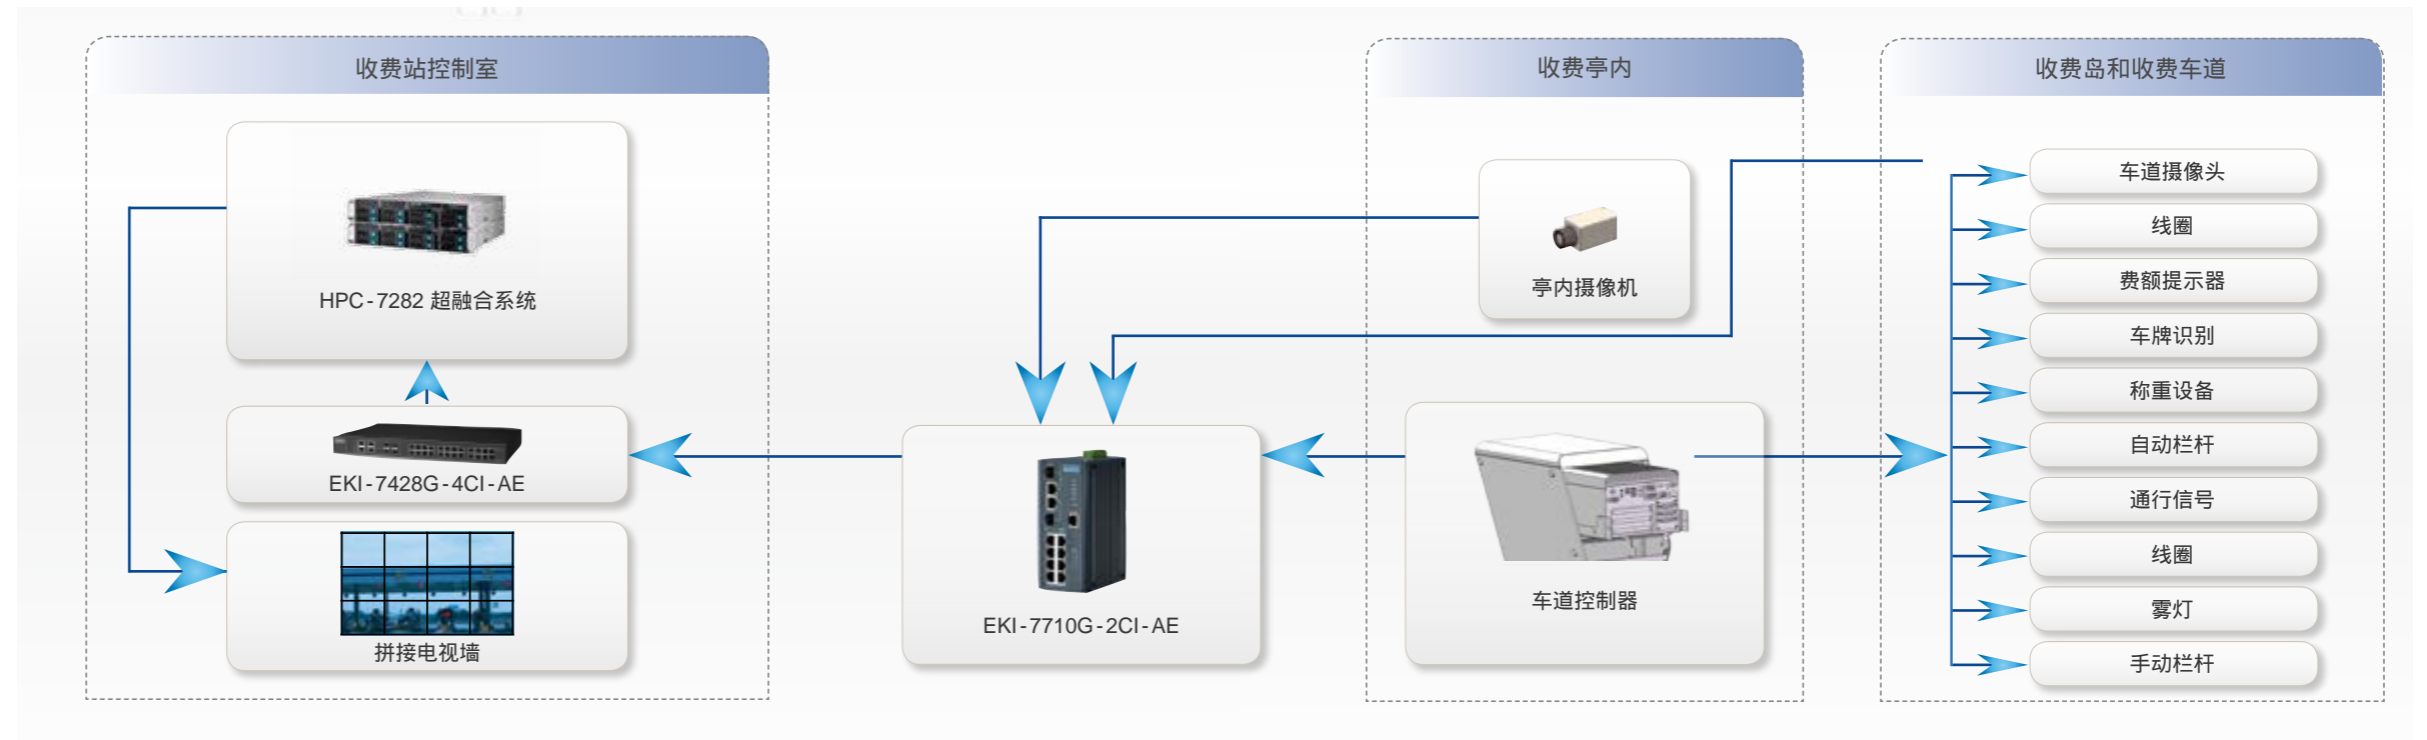 收费站控制室
HPC-7282 超融合系统
EKI-7428G-4CI-AE
拼接电视墙
EKI-7710G-2CI-AE
收费亭内
亭内摄像机
车道控制器
收费岛和收费车道
车道摄像头
线圈
费额提示器
车牌识别
称重设备
自动栏杆
通行信号
线圈
雾灯
手动栏杆